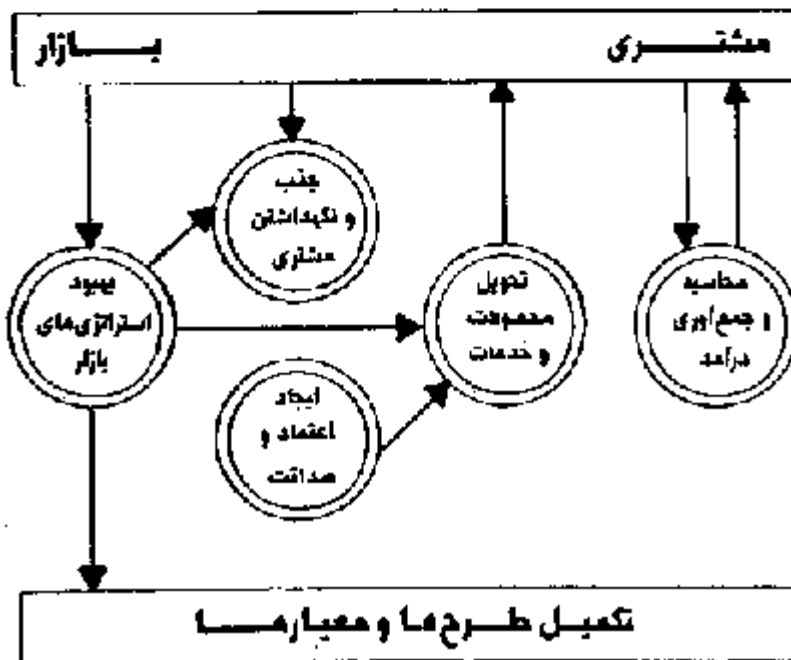 مشتری
بازار
جذب
و نگهداشتن
مشتری
بهبود
استراتژی‌های
بازار
تحویل
محصولات
و خدمات
محاسبه
و جمع‌آوری
درآمد
ایجاد
اعتماد و
صداقت
تکمیل طرح‌ها و معیارها